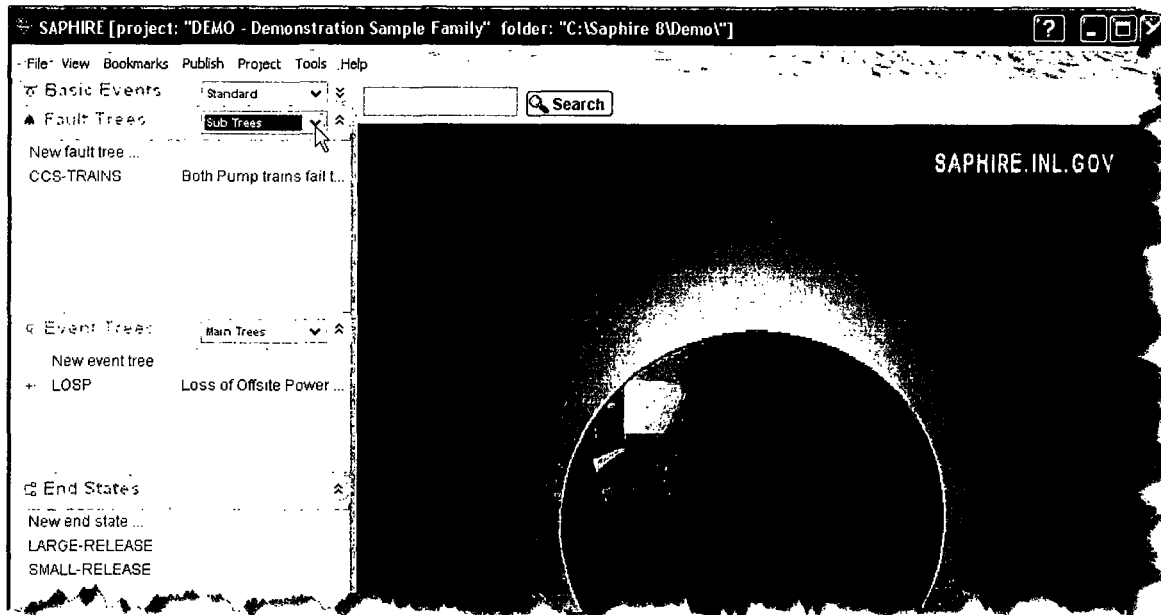 SAPHIRE [project: "DEMO - Demonstration Sample Family" folder: "C:\Saphire 8\Demo\"]
File View Bookmarks Publish Project Tools Help
Basic Events Standard
Search
Fault Trees Sub Trees
New fault tree ...
CCS-TRAINS Both Pump trains fail t...
SAPHIRE.INL.GOV
Event Trees Main Trees
New event tree
+ LOSP Loss of Offsite Power ...
End States
New end state ...
LARGE-RELEASE
SMALL-RELEASE